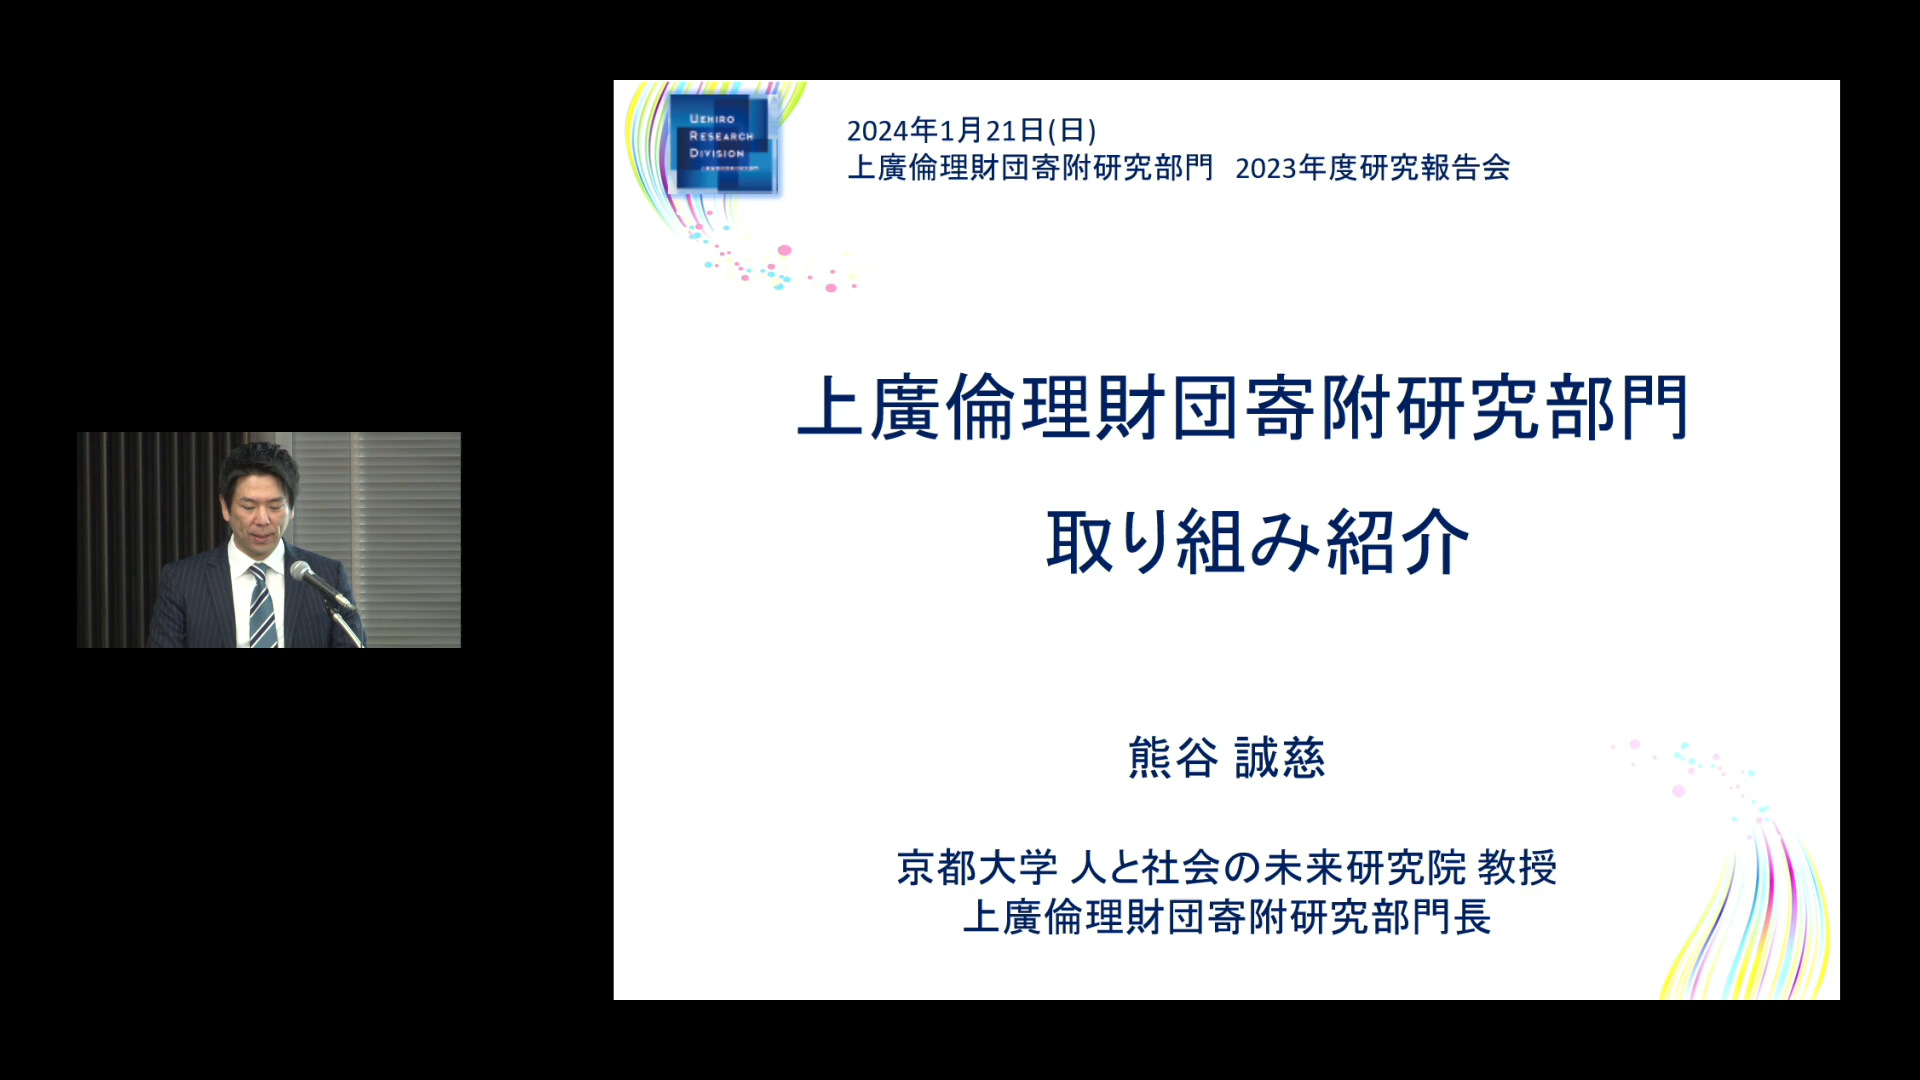 UEHIRO
RESEARCH
DIVISION
2024年1月21日(日)
上廣倫理財団寄附研究部門 2023年度研究報告会
上廣倫理財団寄附研究部門
取り組み紹介
熊谷 誠慈
京都大学 人と社会の未来研究院 教授
上廣倫理財団寄附研究部門長